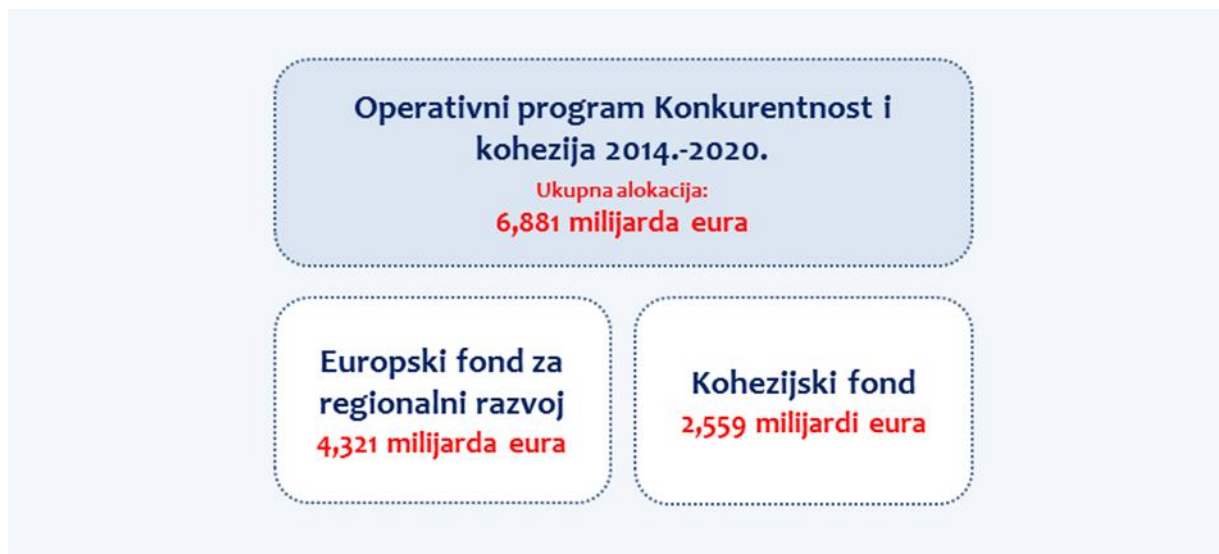 Operativni program Konkurentnost i
kohezija 2014.-2020.
Ukupna alokacija:
6,881 milijarda eura
Europski fond za
regionalni razvoj
4,321 milijarda eura
Kohezijski fond
2,559 milijardi eura